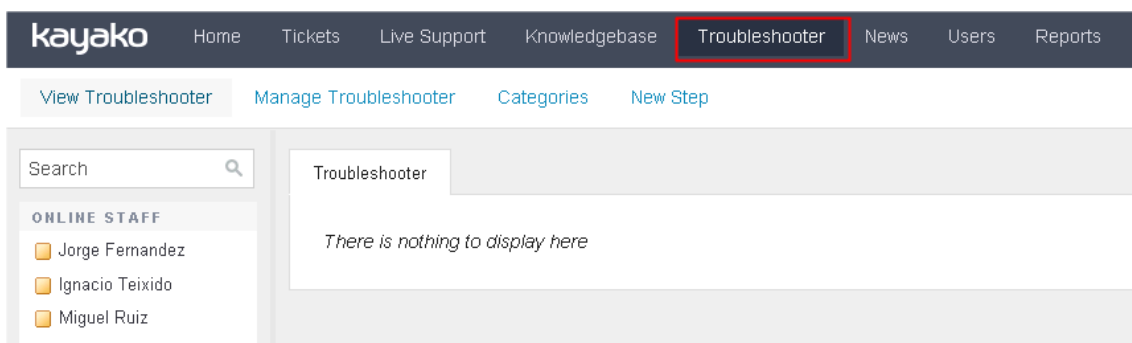 kayako Home Tickets Live Support Knowledgebase Troubleshooter News Users Reports
View Troubleshooter Manage Troubleshooter Categories New Step
Search
Troubleshooter
ONLINE STAFF
Jorge Fernandez
There is nothing to display here
Ignacio Teixido
Miguel Ruiz